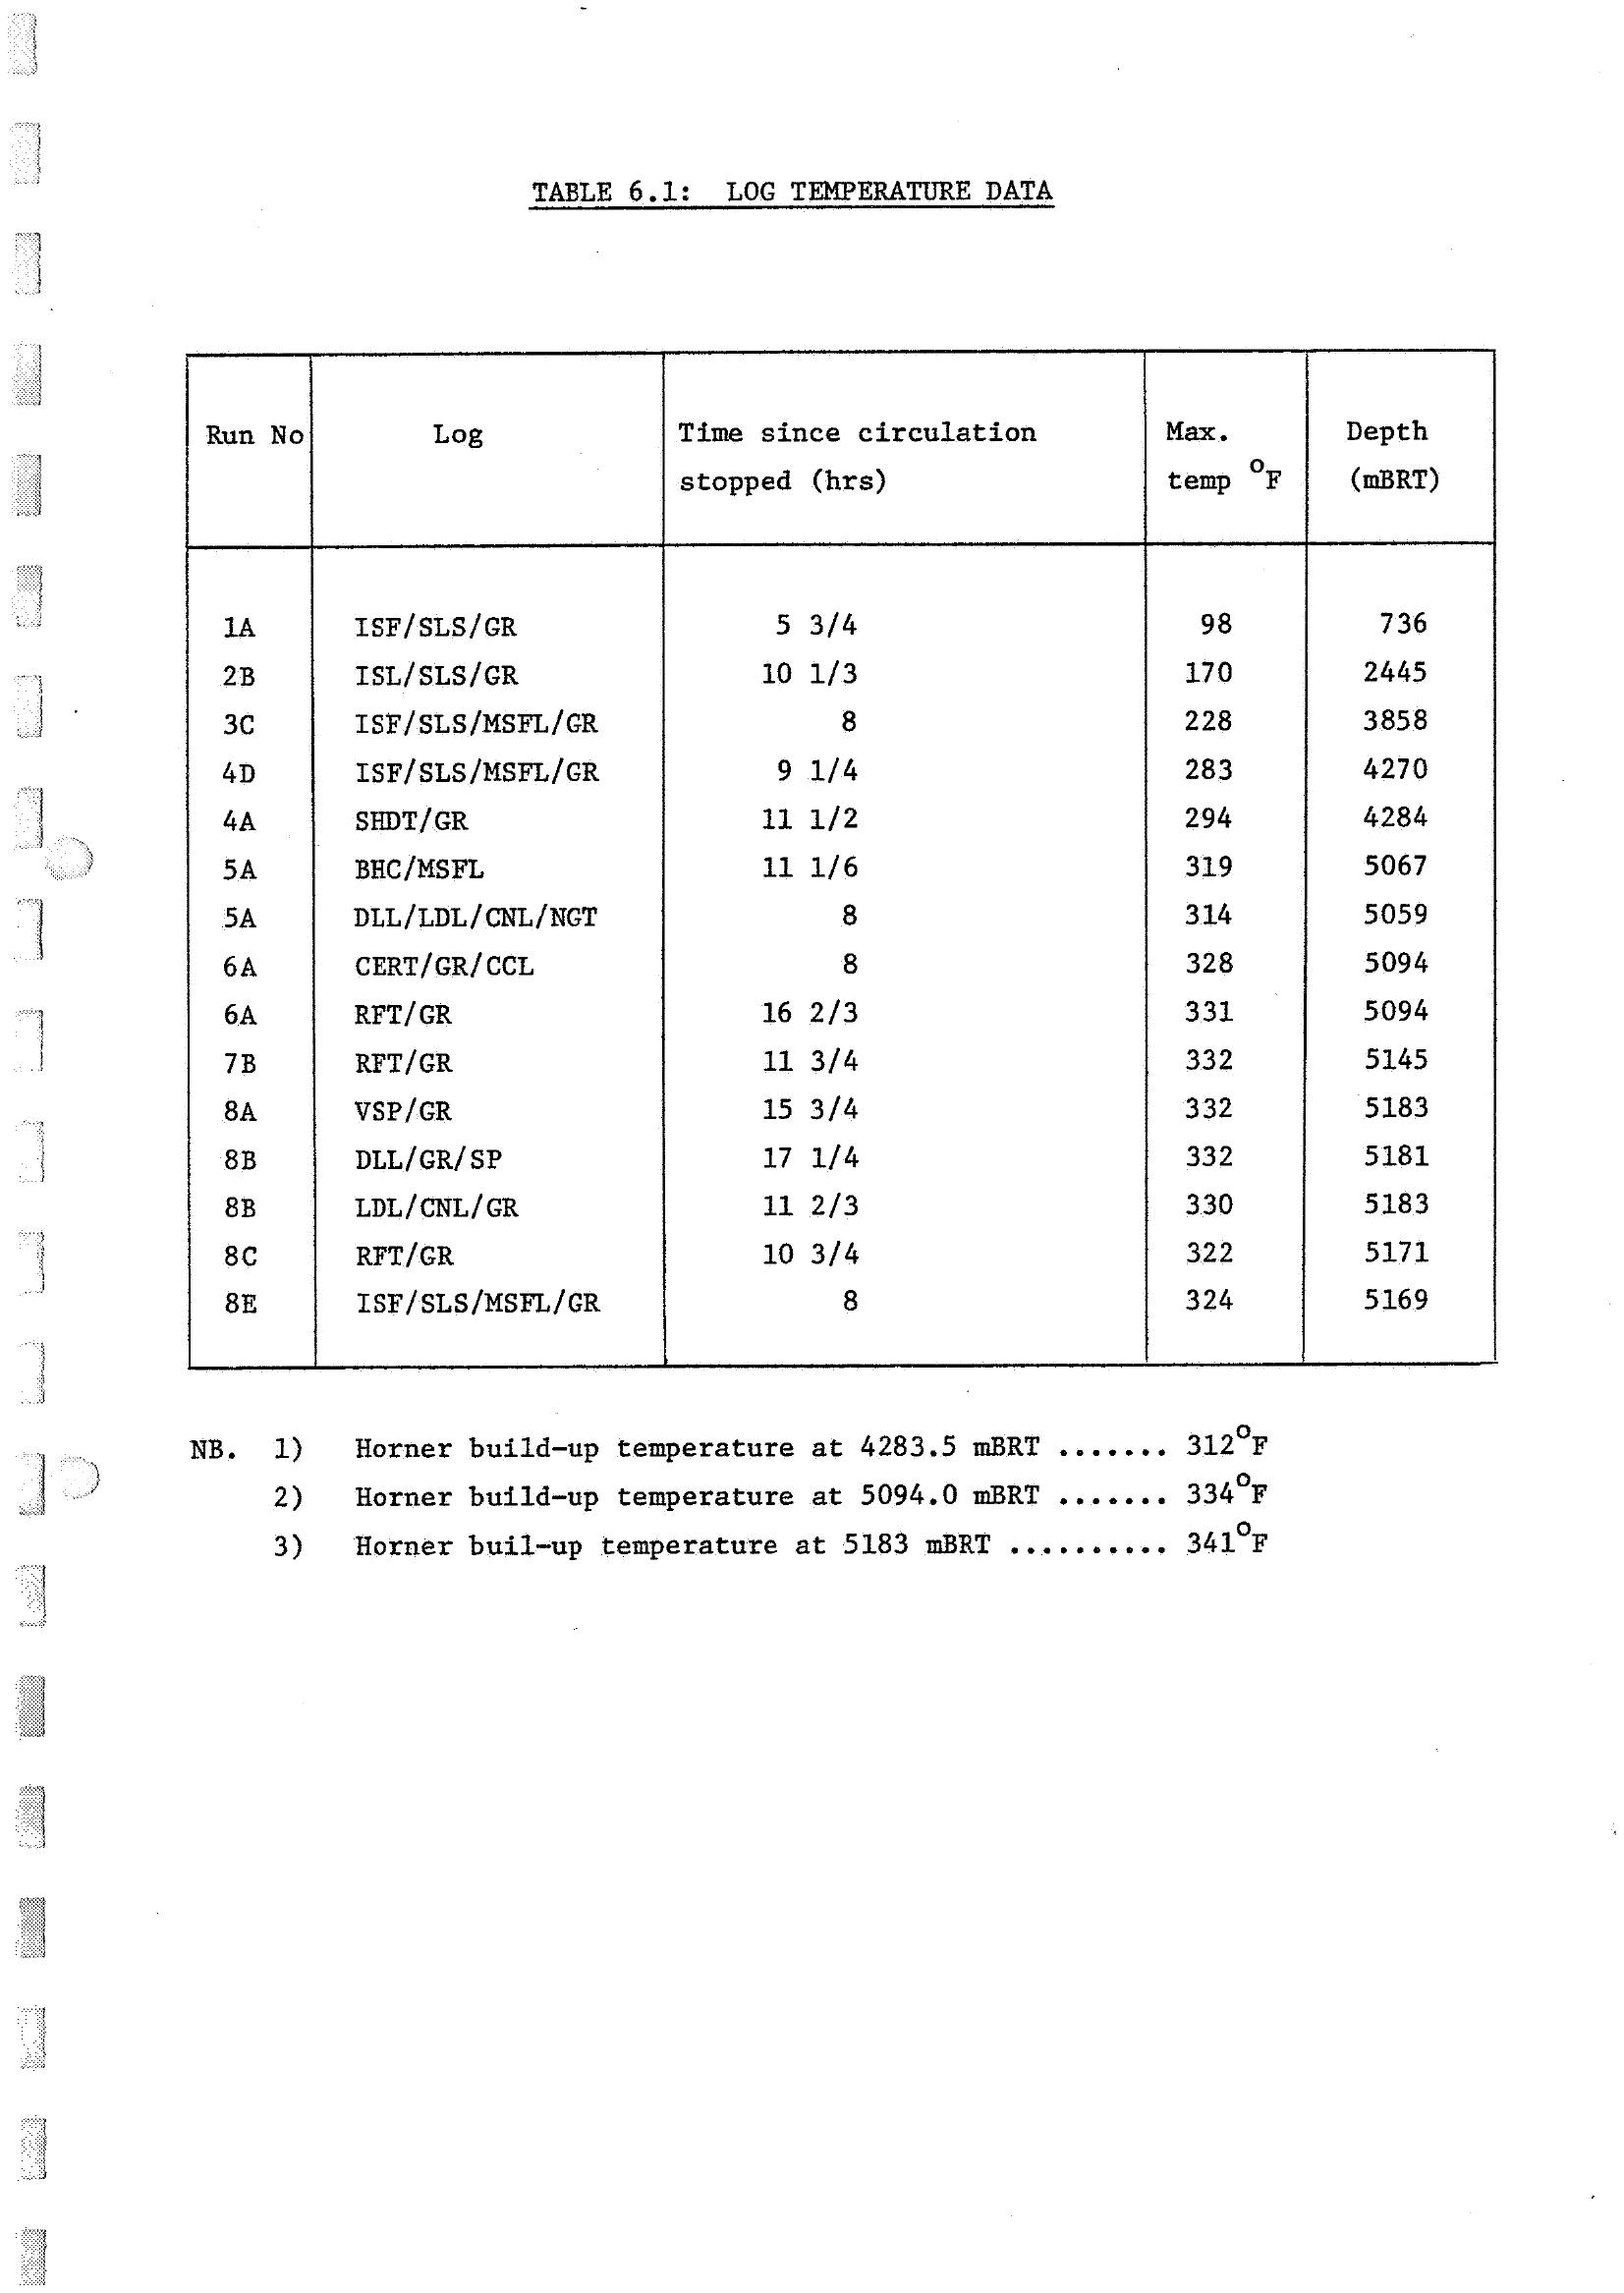 TABLE 6.1: LOG TEMPERATURE DATA
Run No Log Time since circulation Max. Depth
stopped (hrs) temp °F (mBRT)
1A ISF/SLS/GR 5 3/4 98 736
2B ISL/SLS/GR 10 1/3 170 2445
3C ISF/SLS/MSFL/GR 8 228 3858
4D ISF/SLS/MSFL/GR 9 1/4 283 4270
4A SHDT/GR 11 1/2 294 4284
5A BHC/MSFL 11 1/6 319 5067
5A DLL/LDL/CNL/NGT 8 314 5059
6A CERT/GR/CCL 8 328 5094
6A RFT/GR 16 2/3 331 5094
7B RFT/GR 11 3/4 332 5145
8A VSP/GR 15 3/4 332 5183
8B DLL/GR/SP 17 1/4 332 5181
8B LDL/CNL/GR 11 2/3 330 5183
8C RFT/GR 10 3/4 322 5171
8E ISF/SLS/MSFL/GR 8 324 5169
NB. 1) Horner build-up temperature at 4283.5 mBRT ....... 312°F
2) Horner build-up temperature at 5094.0 mBRT ....... 334°F
3) Horner buil-up temperature at 5183 mBRT .......... 341°F